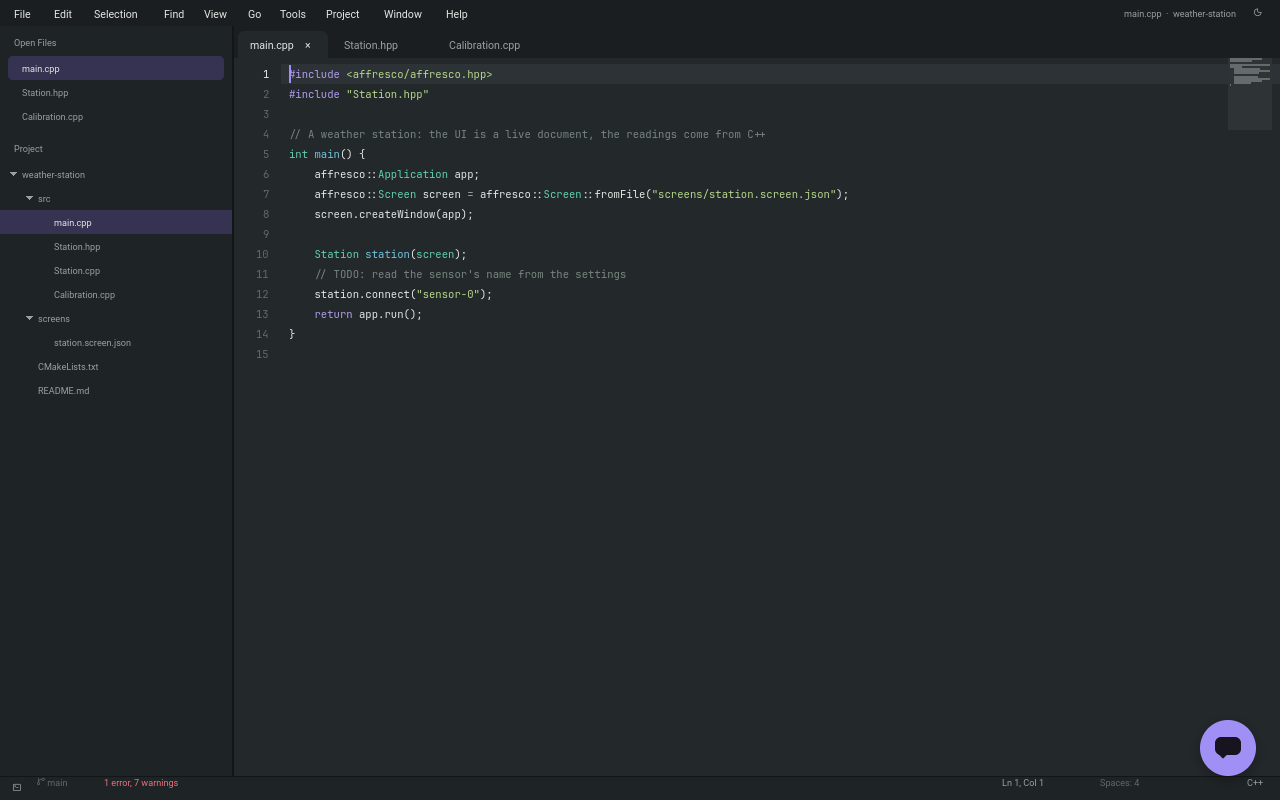 File Edit Selection Find View Go Tools Project Window Help
main.cpp · weather-station
Open Files
main.cpp
Station.hpp
Calibration.cpp
Project
weather-station
src
main.cpp
Station.hpp
Station.cpp
Calibration.cpp
screens
station.screen.json
CMakeLists.txt
README.md
main.cpp × Station.hpp Calibration.cpp
1 #include <affresco/affresco.hpp>
2 #include "Station.hpp"
3
4 // A weather station: the UI is a live document, the readings come from C++
5 int main() {
6     affresco::Application app;
7     affresco::Screen screen = affresco::Screen::fromFile("screens/station.screen.json");
8     screen.createWindow(app);
9
10     Station station(screen);
11     // TODO: read the sensor's name from the settings
12     station.connect("sensor-0");
13     return app.run();
14 }
15
main 1 error, 7 warnings Ln 1, Col 1 Spaces: 4 C++